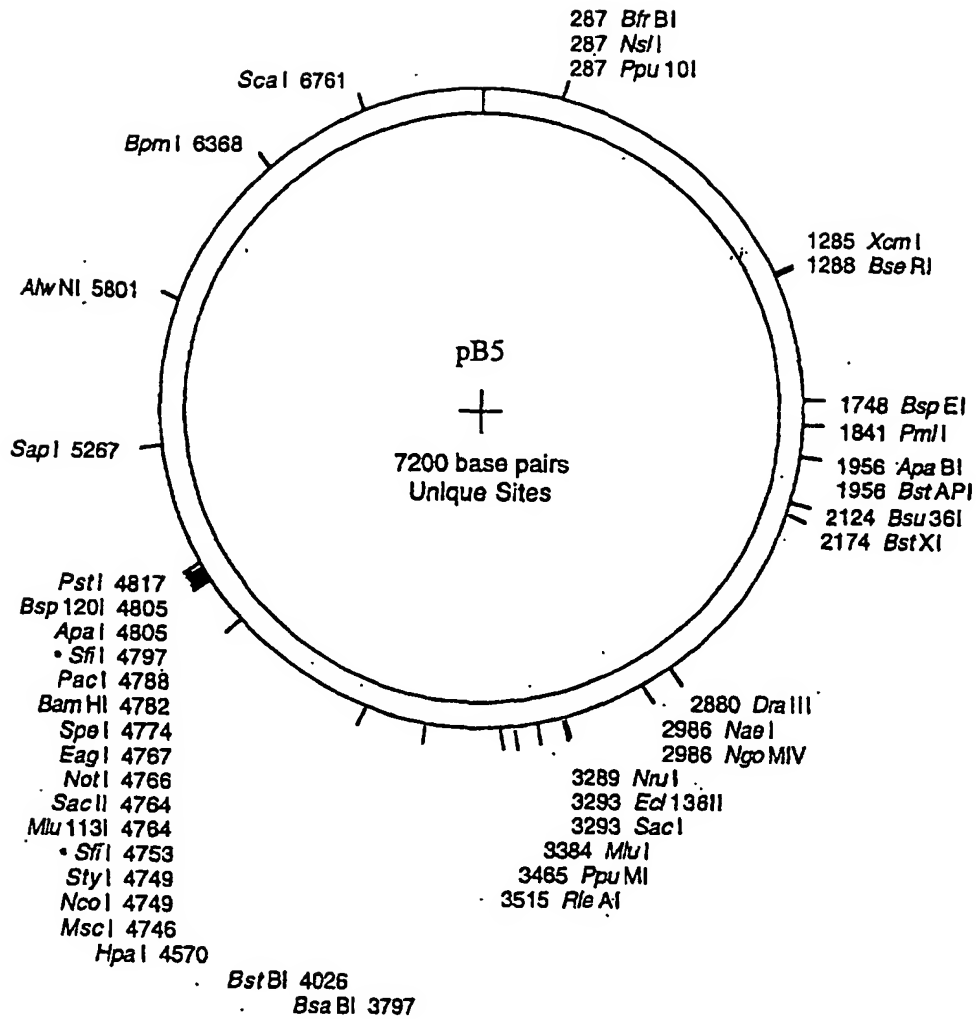 287 BfrBI
287 NsiI
287 Ppu10I
ScaI 6761
BpmI 6368
1285 XcmI
1288 BseRI
AlwNI 5801
pB5
1748 BspEI
1841 PmlI
SapI 5267
7200 base pairs
Unique Sites
1956 ApaBI
1956 BstAPI
2124 Bsu36I
2174 BstXI
PstI 4817
Bsp120I 4805
ApaI 4805
• SfiI 4797
PacI 4788
BamHI 4782
SpeI 4774
EagI 4767
NotI 4766
SacII 4764
Mlu113I 4764
• SfiI 4753
StyI 4749
NcoI 4749
MscI 4746
HpaI 4570
BstBI 4026
BsaBI 3797
2880 DraIII
2986 NaeI
2986 NgoMIV
3289 NruI
3293 Ecl136II
3293 SacI
3384 MluI
3465 PpuMI
3515 RleAI